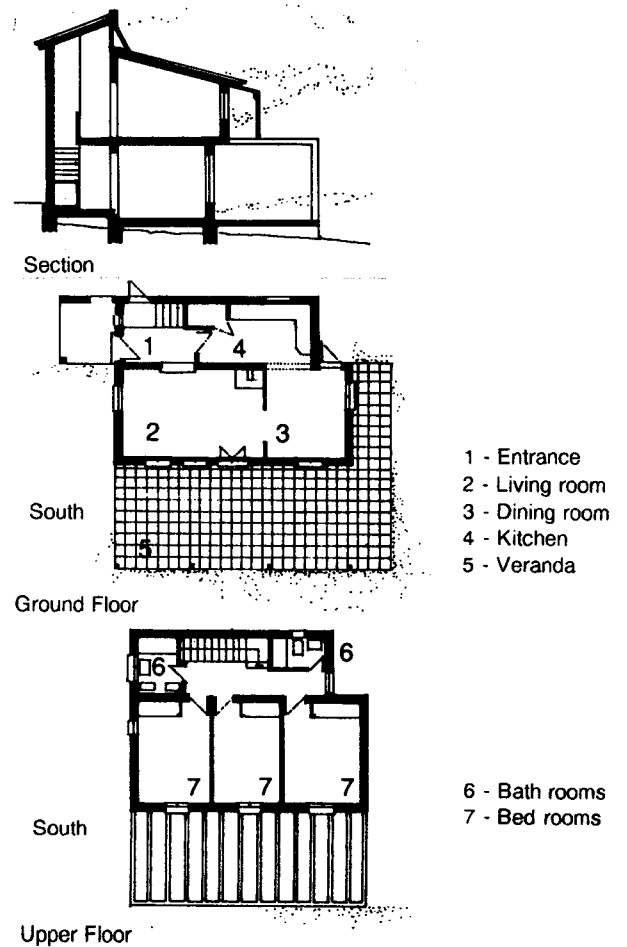 Section
1
4
2
3
1 - Entrance
2 - Living room
South
3 - Dining room
4 - Kitchen
5
5 - Veranda
Ground Floor
6
6
7
7
7
6 - Bath rooms
7 - Bed rooms
South
Upper Floor